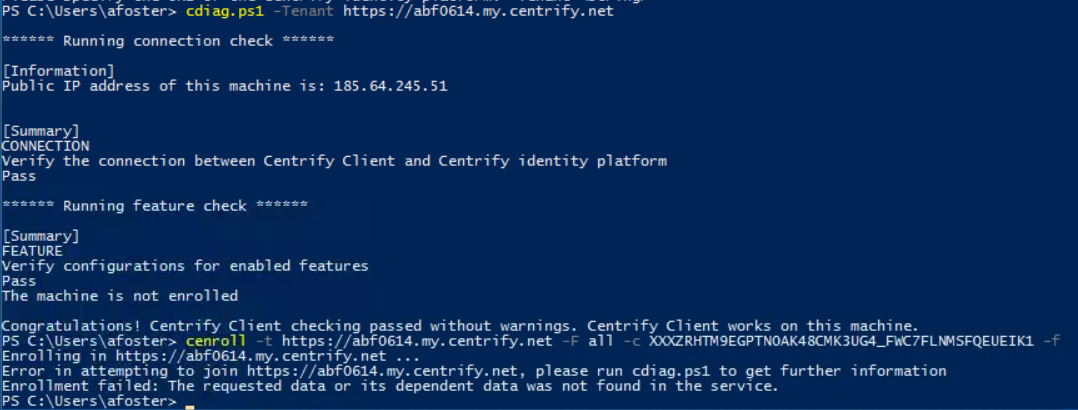 PS C:\Users\afoster> cdiag.ps1 -Tenant https://abf0614.my.centrify.net
****** Running connection check ******
[Information]
Public IP address of this machine is: 185.64.245.51
[Summary]
CONNECTION
Verify the connection between Centrify Client and Centrify identity platform
Pass
****** Running feature check ******
[Summary]
FEATURE
Verify configurations for enabled features
Pass
The machine is not enrolled
Congratulations! Centrify Client checking passed without warnings. Centrify Client works on this machine.
PS C:\Users\afoster> cenroll -t https://abf0614.my.centrify.net -F all -c XXXZRHTM9EGPTNOAK48CMK3UG4_FWC7FLNMSFQEUEIK1 -f
Enrolling in https://abf0614.my.centrify.net ...
Error in attempting to join https://abf0614.my.centrify.net, please run cdiag.ps1 to get further information
Enrollment failed: The requested data or its dependent data was not found in the service.
PS C:\Users\afoster>